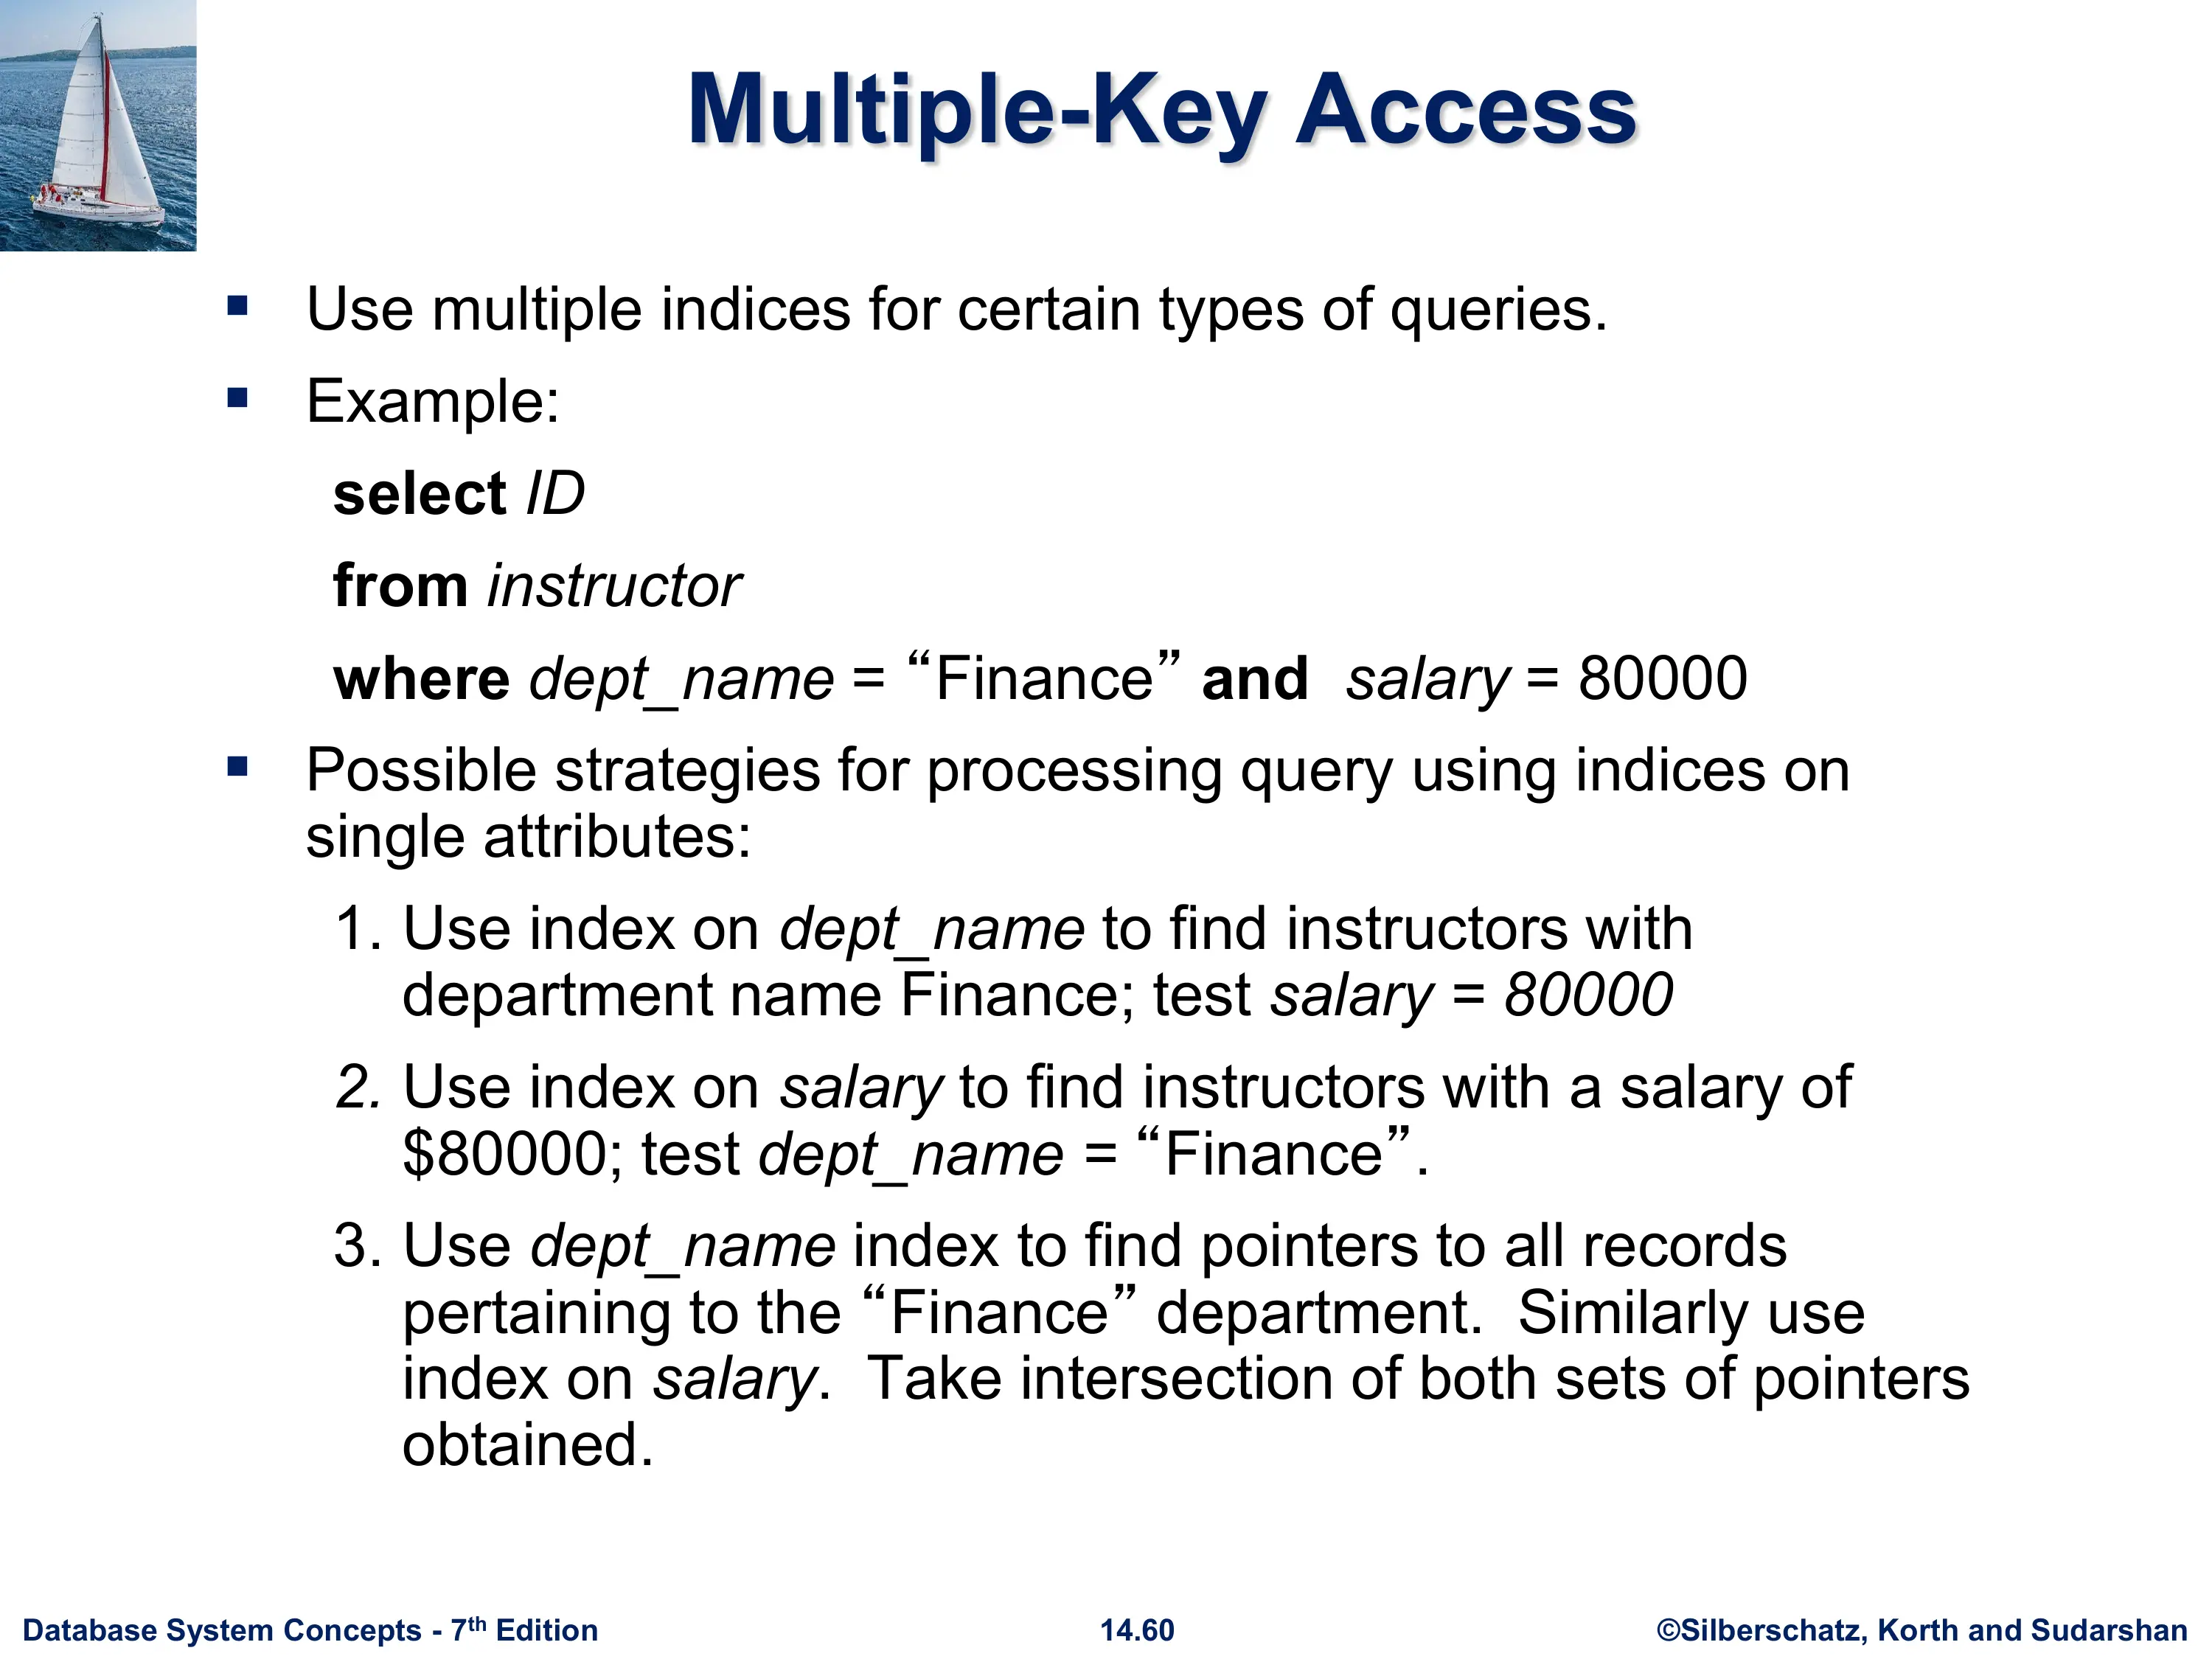 Multiple-Key Access
▪ Use multiple indices for certain types of queries.
▪ Example:
select ID
from instructor
where dept_name = “Finance” and  salary = 80000
▪ Possible strategies for processing query using indices on
single attributes:
1. Use index on dept_name to find instructors with
department name Finance; test salary = 80000
2. Use index on salary to find instructors with a salary of
$80000; test dept_name = “Finance”.
3. Use dept_name index to find pointers to all records
pertaining to the “Finance” department.  Similarly use
index on salary.  Take intersection of both sets of pointers
obtained.
Database System Concepts - 7th Edition
14.60
©Silberschatz, Korth and Sudarshan